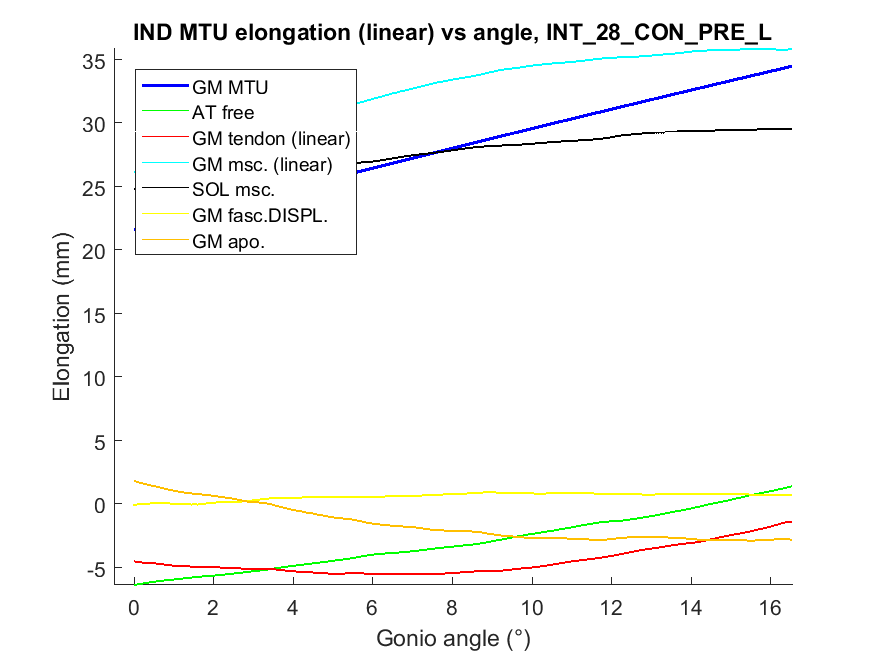 IND MTU elongation (linear) vs angle, INT_28_CON_PRE_L
35
30
25
20
15
10
5
0
-5
Elongation (mm)
GM MTU
AT free
GM tendon (linear)
GM msc. (linear)
SOL msc.
GM fasc.DISPL.
GM apo.
0 2 4 6 8 10 12 14 16
Gonio angle (°)